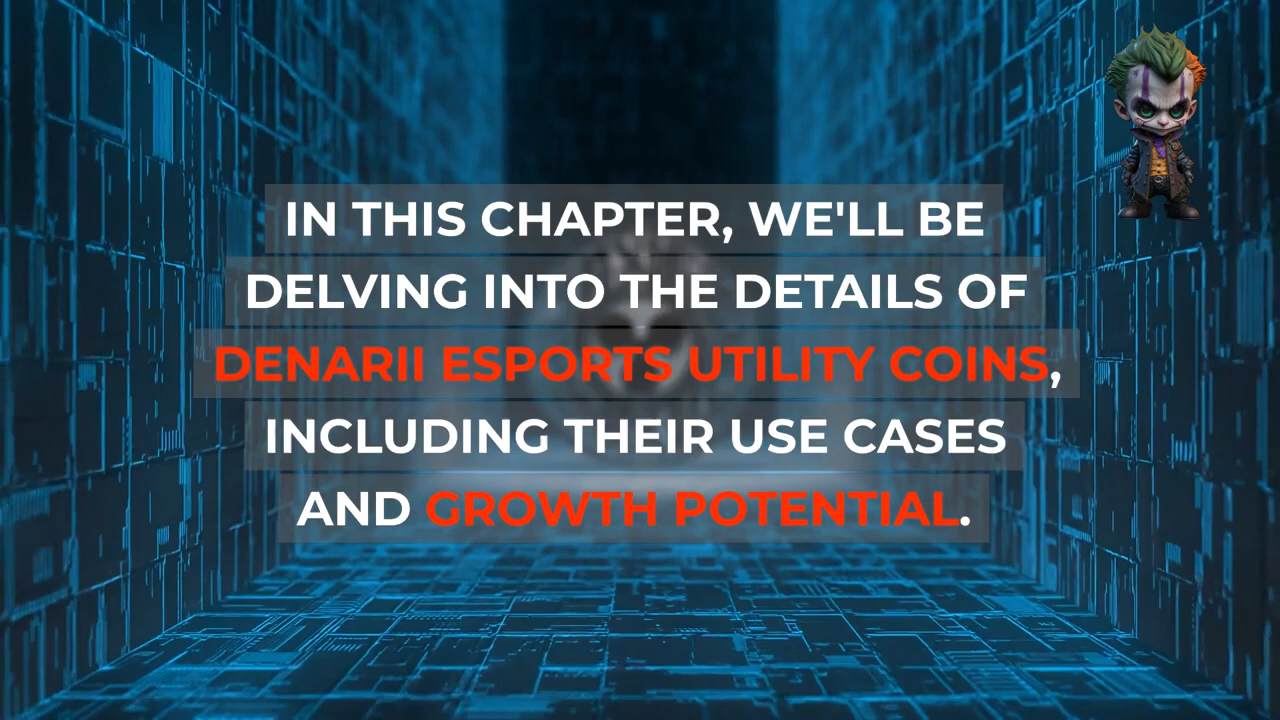 IN THIS CHAPTER, WE'LL BE
DELVING INTO THE DETAILS OF
DENARII ESPORTS UTILITY COINS,
INCLUDING THEIR USE CASES
AND GROWTH POTENTIAL.